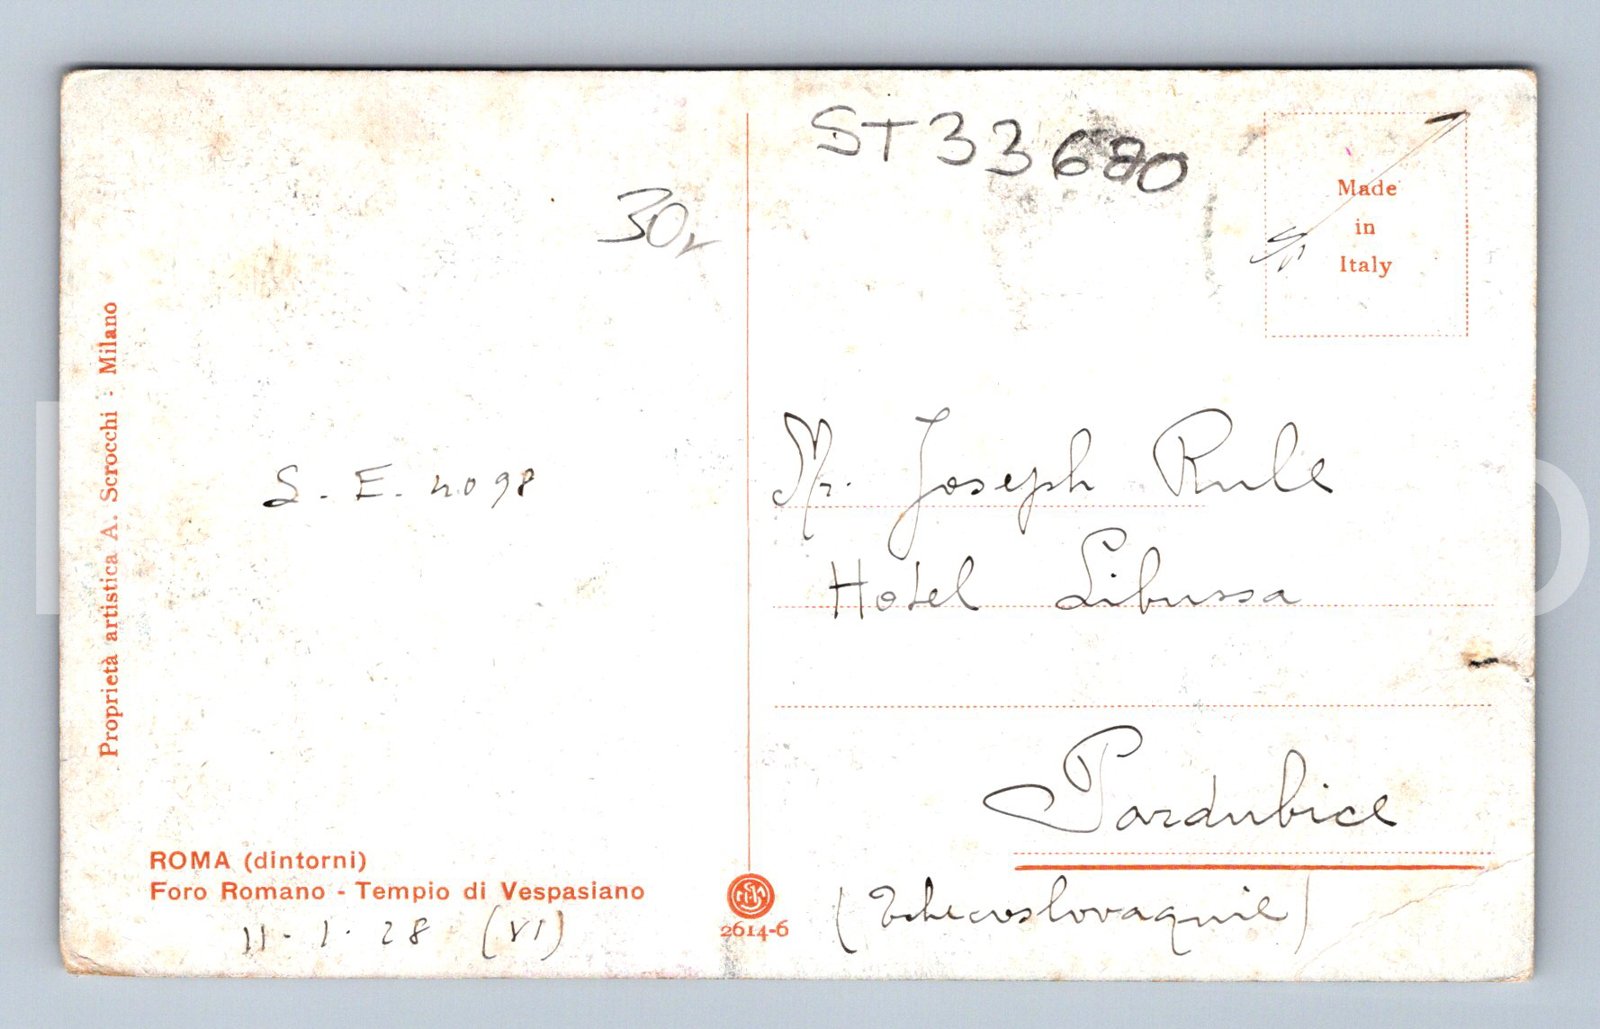 ST33680
30
Made
in
Italy
Proprietà artistica A. Scrocchi - Milano
S. E. 4098
Mr. Joseph Rule
Hotel Libussa
Pardubice
(Tchecoslovaquie)
ROMA (dintorni)
Foro Romano - Tempio di Vespasiano
11 - 1 - 28 (VI)
2614-6